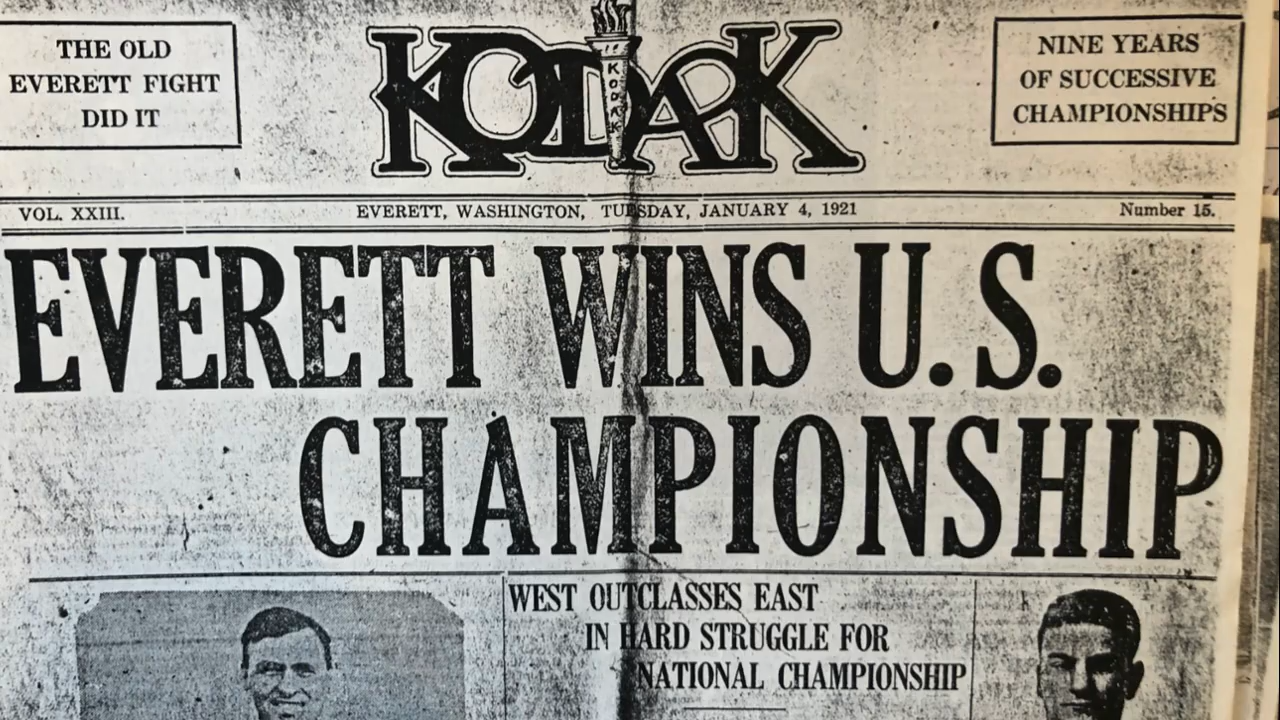 THE OLD
EVERETT FIGHT
DID IT
KODAK
KODAK
NINE YEARS
OF SUCCESSIVE
CHAMPIONSHIPS
VOL. XXIII.
EVERETT, WASHINGTON, TUESDAY, JANUARY 4, 1921
Number 15.
EVERETT WINS U.S.
CHAMPIONSHIP
WEST OUTCLASSES EAST
IN HARD STRUGGLE FOR
NATIONAL CHAMPIONSHIP